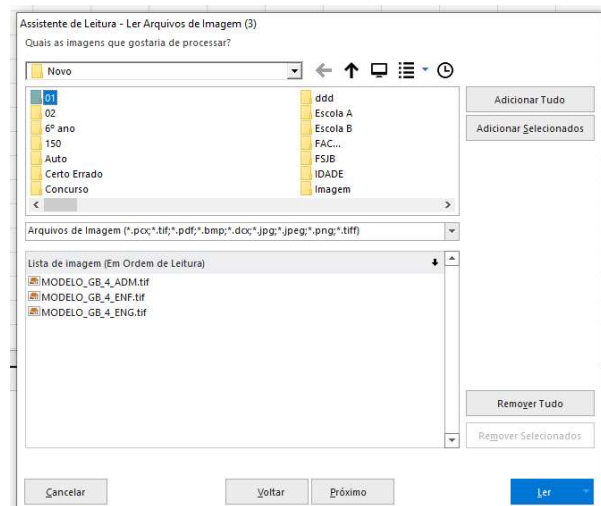 Assistente de Leitura - Ler Arquivos de Imagem (3)
Quais as imagens que gostaria de processar?
Novo
01
02
6º ano
150
Auto
Certo Errado
Concurso
ddd
Escola A
Escola B
FAC...
FSJB
IDADE
Imagem
Adicionar Tudo
Adicionar Selecionados
Arquivos de Imagem (*.pcx;*.tif;*.pdf;*.bmp;*.dcx;*.jpg;*.jpeg;*.png;*.tiff)
Lista de imagem (Em Ordem de Leitura)
MODELO_GB_4_ADM.tif
MODELO_GB_4_ENF.tif
MODELO_GB_4_ENG.tif
Remover Tudo
Remover Selecionados
Cancelar
Voltar
Próximo
Ler